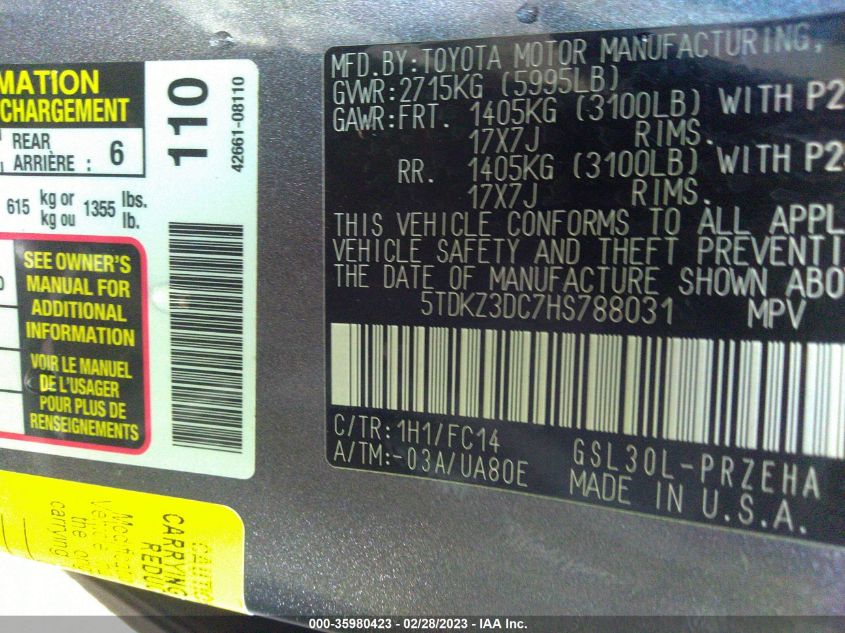 MATION
CHARGEMENT
REAR
ARRIÈRE : 6
615 kg or 1355 lbs.
kg ou lb.
110
42661-08110
SEE OWNER'S
MANUAL FOR
ADDITIONAL
INFORMATION
VOIR LE MANUEL
DE L'USAGER
POUR PLUS DE
RENSEIGNEMENTS
MFD.BY:TOYOTA MOTOR MANUFACTURING,
GVWR:2715KG (5995LB)
GAWR:FRT. 1405KG (3100LB) WITH P2
17X7J RIMS.
RR. 1405KG (3100LB) WITH P2
17X7J RIMS.
THIS VEHICLE CONFORMS TO ALL APPL
VEHICLE SAFETY AND THEFT PREVENTI
THE DATE OF MANUFACTURE SHOWN ABO
5TDKZ3DC7HS788031 MPV
C/TR:1H1/FC14 GSL30L-PRZEHA
A/TM:-03A/UA80E MADE IN U.S.A.
CARRYING
REDU
the
carrying
000-35980423 - 02/28/2023 - IAA Inc.